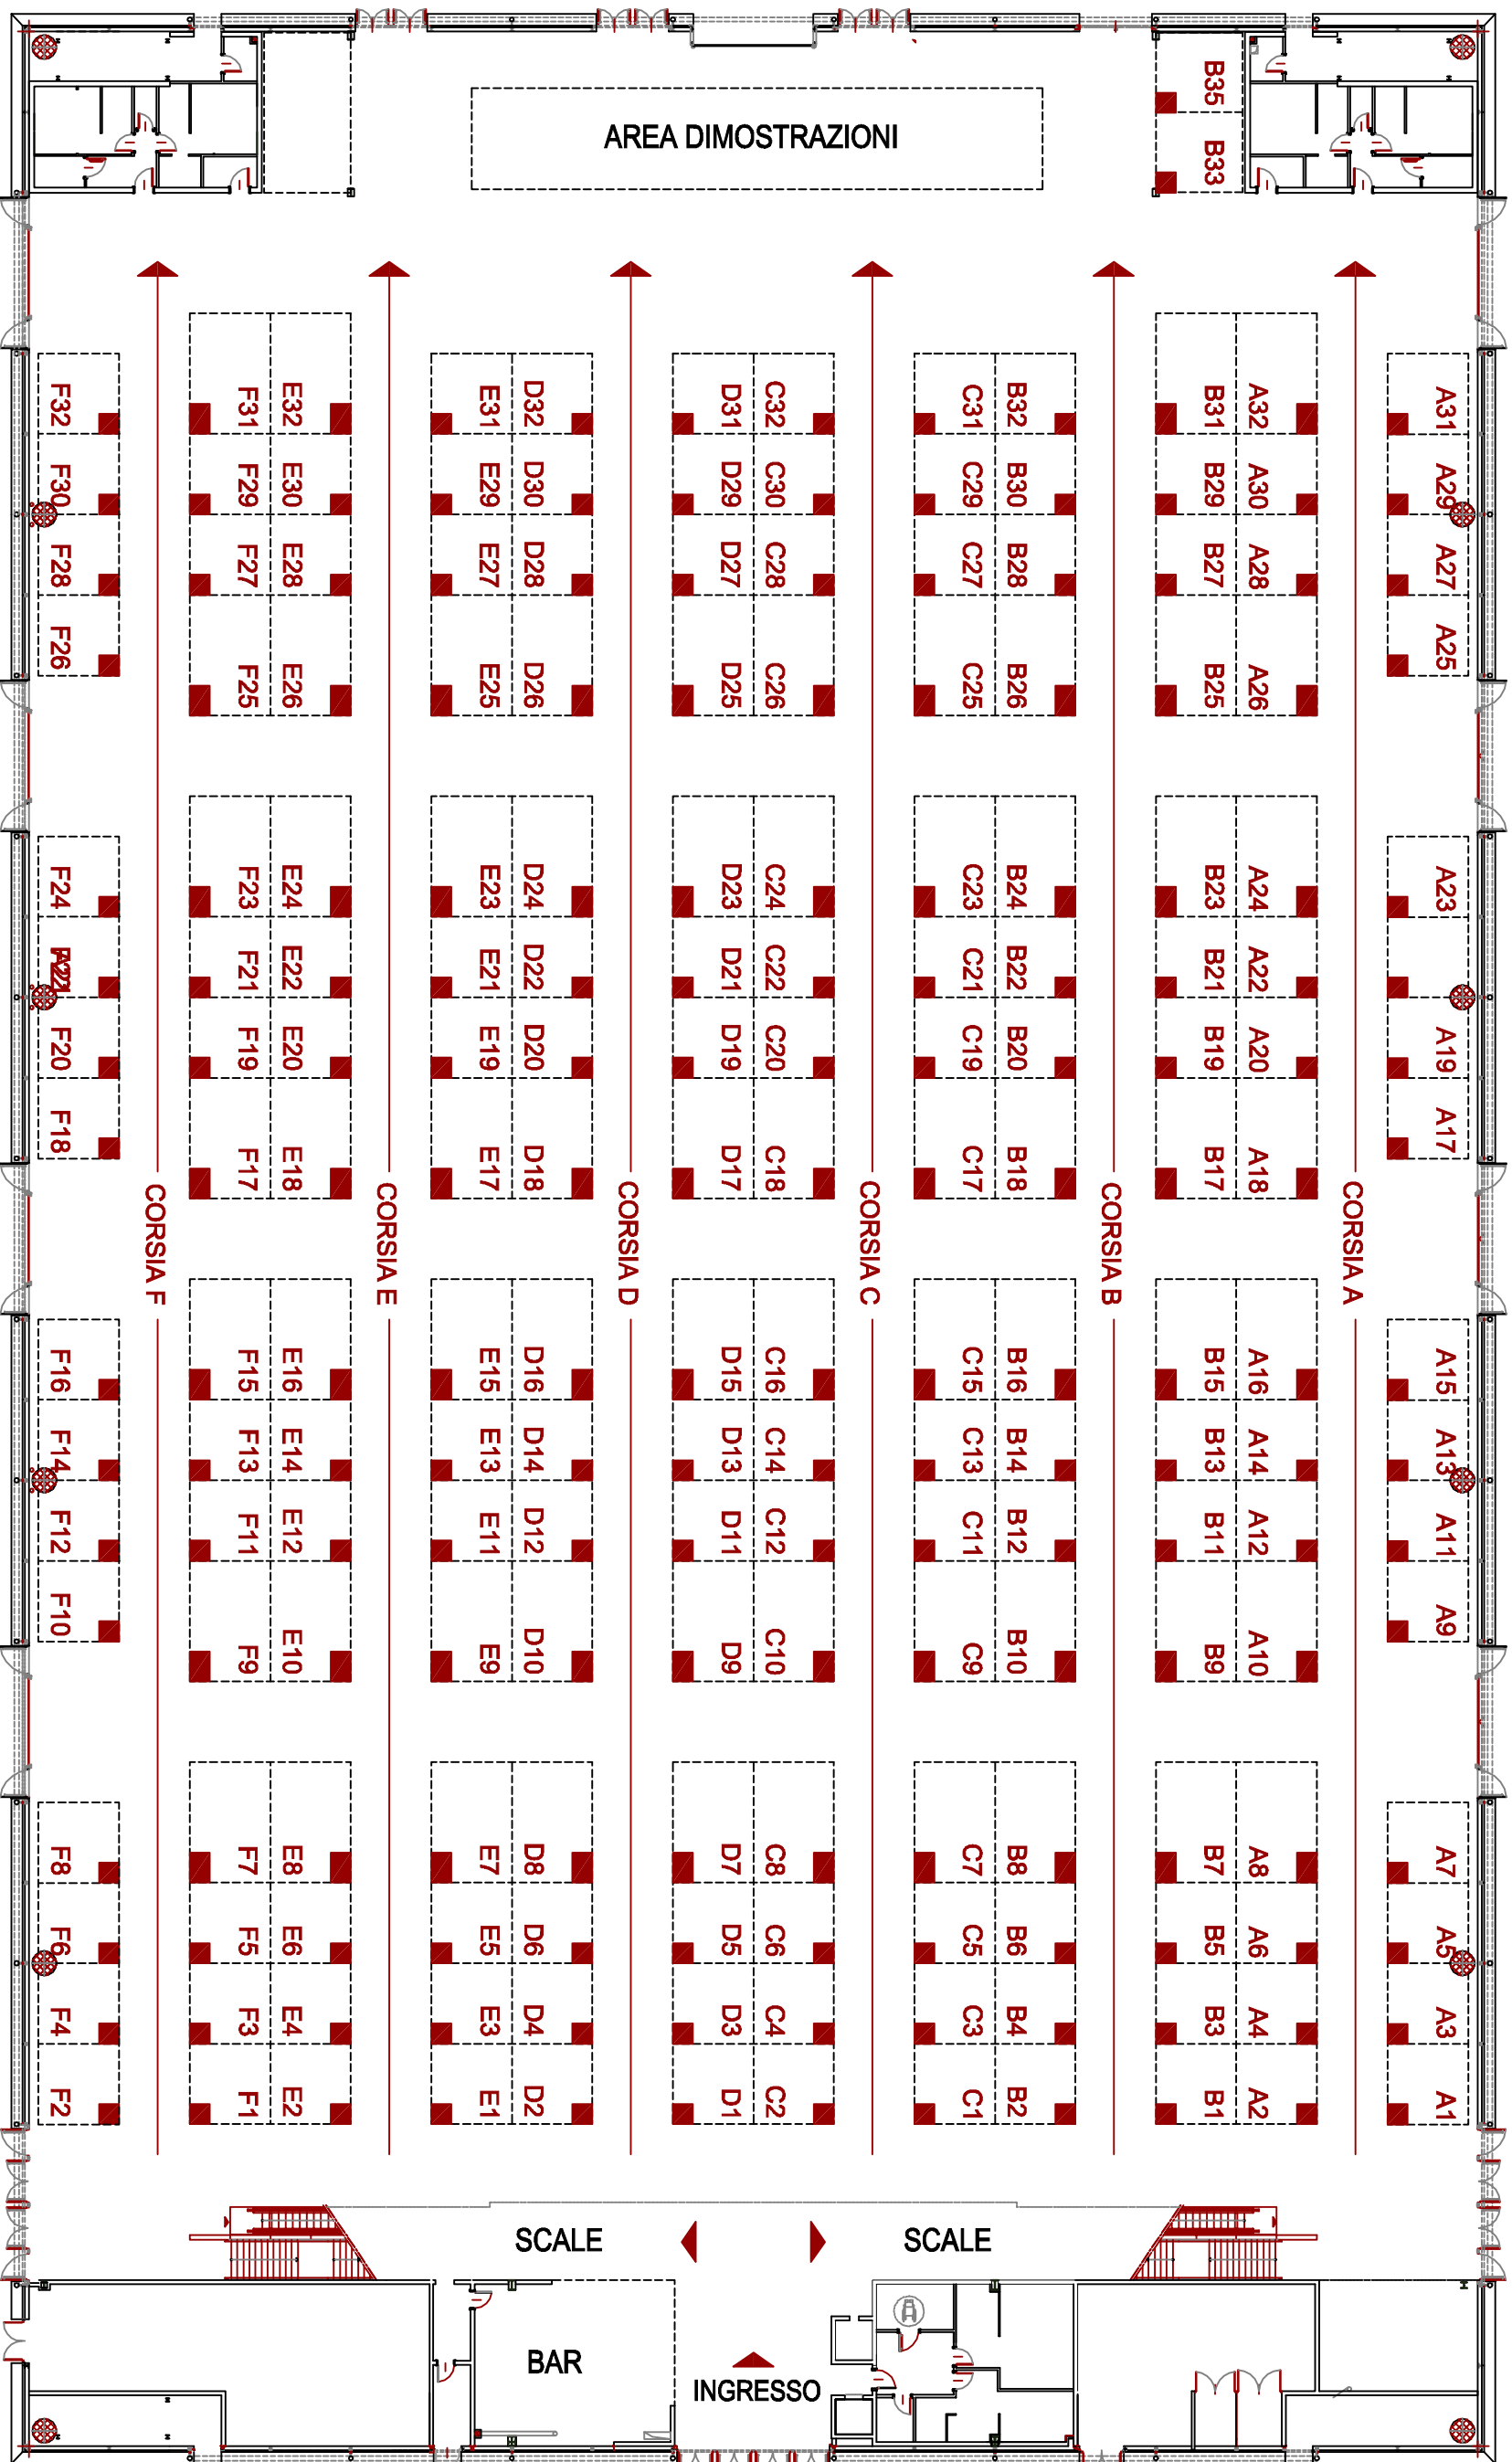 AREA DIMOSTRAZIONI
B35
B33
F32 F31 E32 E31 D32 D31 C32 C31 B32 B31 A32 A31
F30 F29 E30 E29 D30 D29 C30 C29 B30 B29 A30 A29
F28 F27 E28 E27 D28 D27 C28 C27 B28 B27 A28 A27
F26 F25 E26 E25 D26 D25 C26 C25 B26 B25 A26 A25
F24 F23 E24 E23 D24 D23 C24 C23 B24 B23 A24 A23
F21 E22 E21 D22 D21 C22 C21 B22 B21 A22
F20 F19 E20 E19 D20 D19 C20 C19 B20 B19 A20 A19
F18 F17 E18 E17 D18 D17 C18 C17 B18 B17 A18 A17
CORSIA F CORSIA E CORSIA D CORSIA C CORSIA B CORSIA A
F16 F15 E16 E15 D16 D15 C16 C15 B16 B15 A16 A15
F14 F13 E14 E13 D14 D13 C14 C13 B14 B13 A14 A13
F12 F11 E12 E11 D12 D11 C12 C11 B12 B11 A12 A11
F10 F9 E10 E9 D10 D9 C10 C9 B10 B9 A10 A9
F8 F7 E8 E7 D8 D7 C8 C7 B8 B7 A8 A7
F6 F5 E6 E5 D6 D5 C6 C5 B6 B5 A6 A5
F4 F3 E4 E3 D4 D3 C4 C3 B4 B3 A4 A3
F2 F1 E2 E1 D2 D1 C2 C1 B2 B1 A2 A1
SCALE SCALE
BAR
INGRESSO